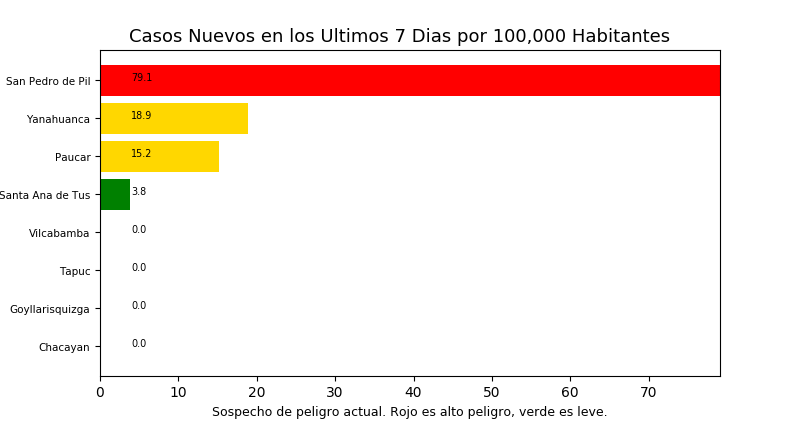 Casos Nuevos en los Ultimos 7 Dias por 100,000 Habitantes
San Pedro de Pil 79.1
Yanahuanca 18.9
Paucar 15.2
Santa Ana de Tus 3.8
Vilcabamba 0.0
Tapuc 0.0
Goyllarisquizga 0.0
Chacayan 0.0
0 10 20 30 40 50 60 70
Sospecho de peligro actual. Rojo es alto peligro, verde es leve.